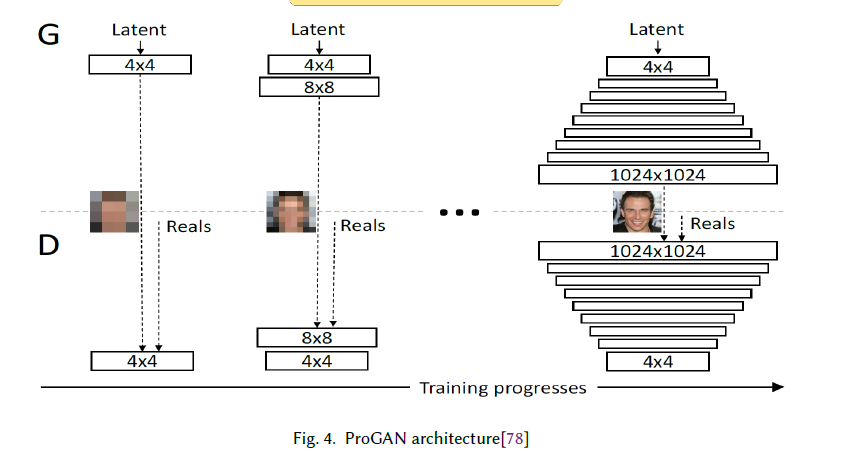 G
Latent
Latent
Latent
4x4
4x4
4x4
8x8
1024x1024
Reals
Reals
Reals
D
1024x1024
8x8
4x4
4x4
4x4
Training progresses
Fig. 4. ProGAN architecture[78]